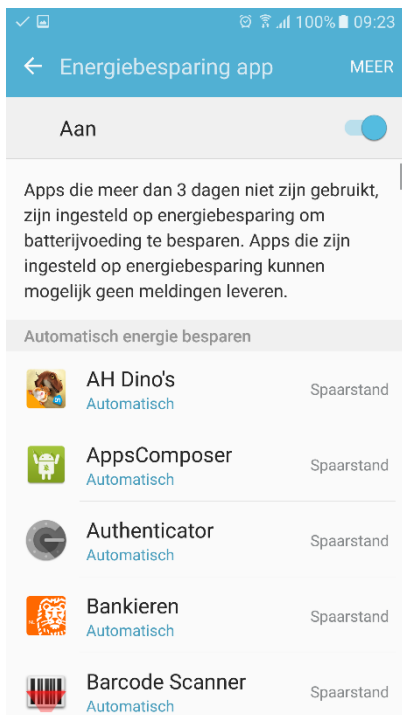 100% 09:23
Energiebesparing app MEER
Aan
Apps die meer dan 3 dagen niet zijn gebruikt,
zijn ingesteld op energiebesparing om
batterijvoeding te besparen. Apps die zijn
ingesteld op energiebesparing kunnen
mogelijk geen meldingen leveren.
Automatisch energie besparen
AH Dino's
Automatisch
Spaarstand
AppsComposer
Automatisch
Spaarstand
Authenticator
Automatisch
Spaarstand
Bankieren
Automatisch
Spaarstand
Barcode Scanner
Automatisch
Spaarstand